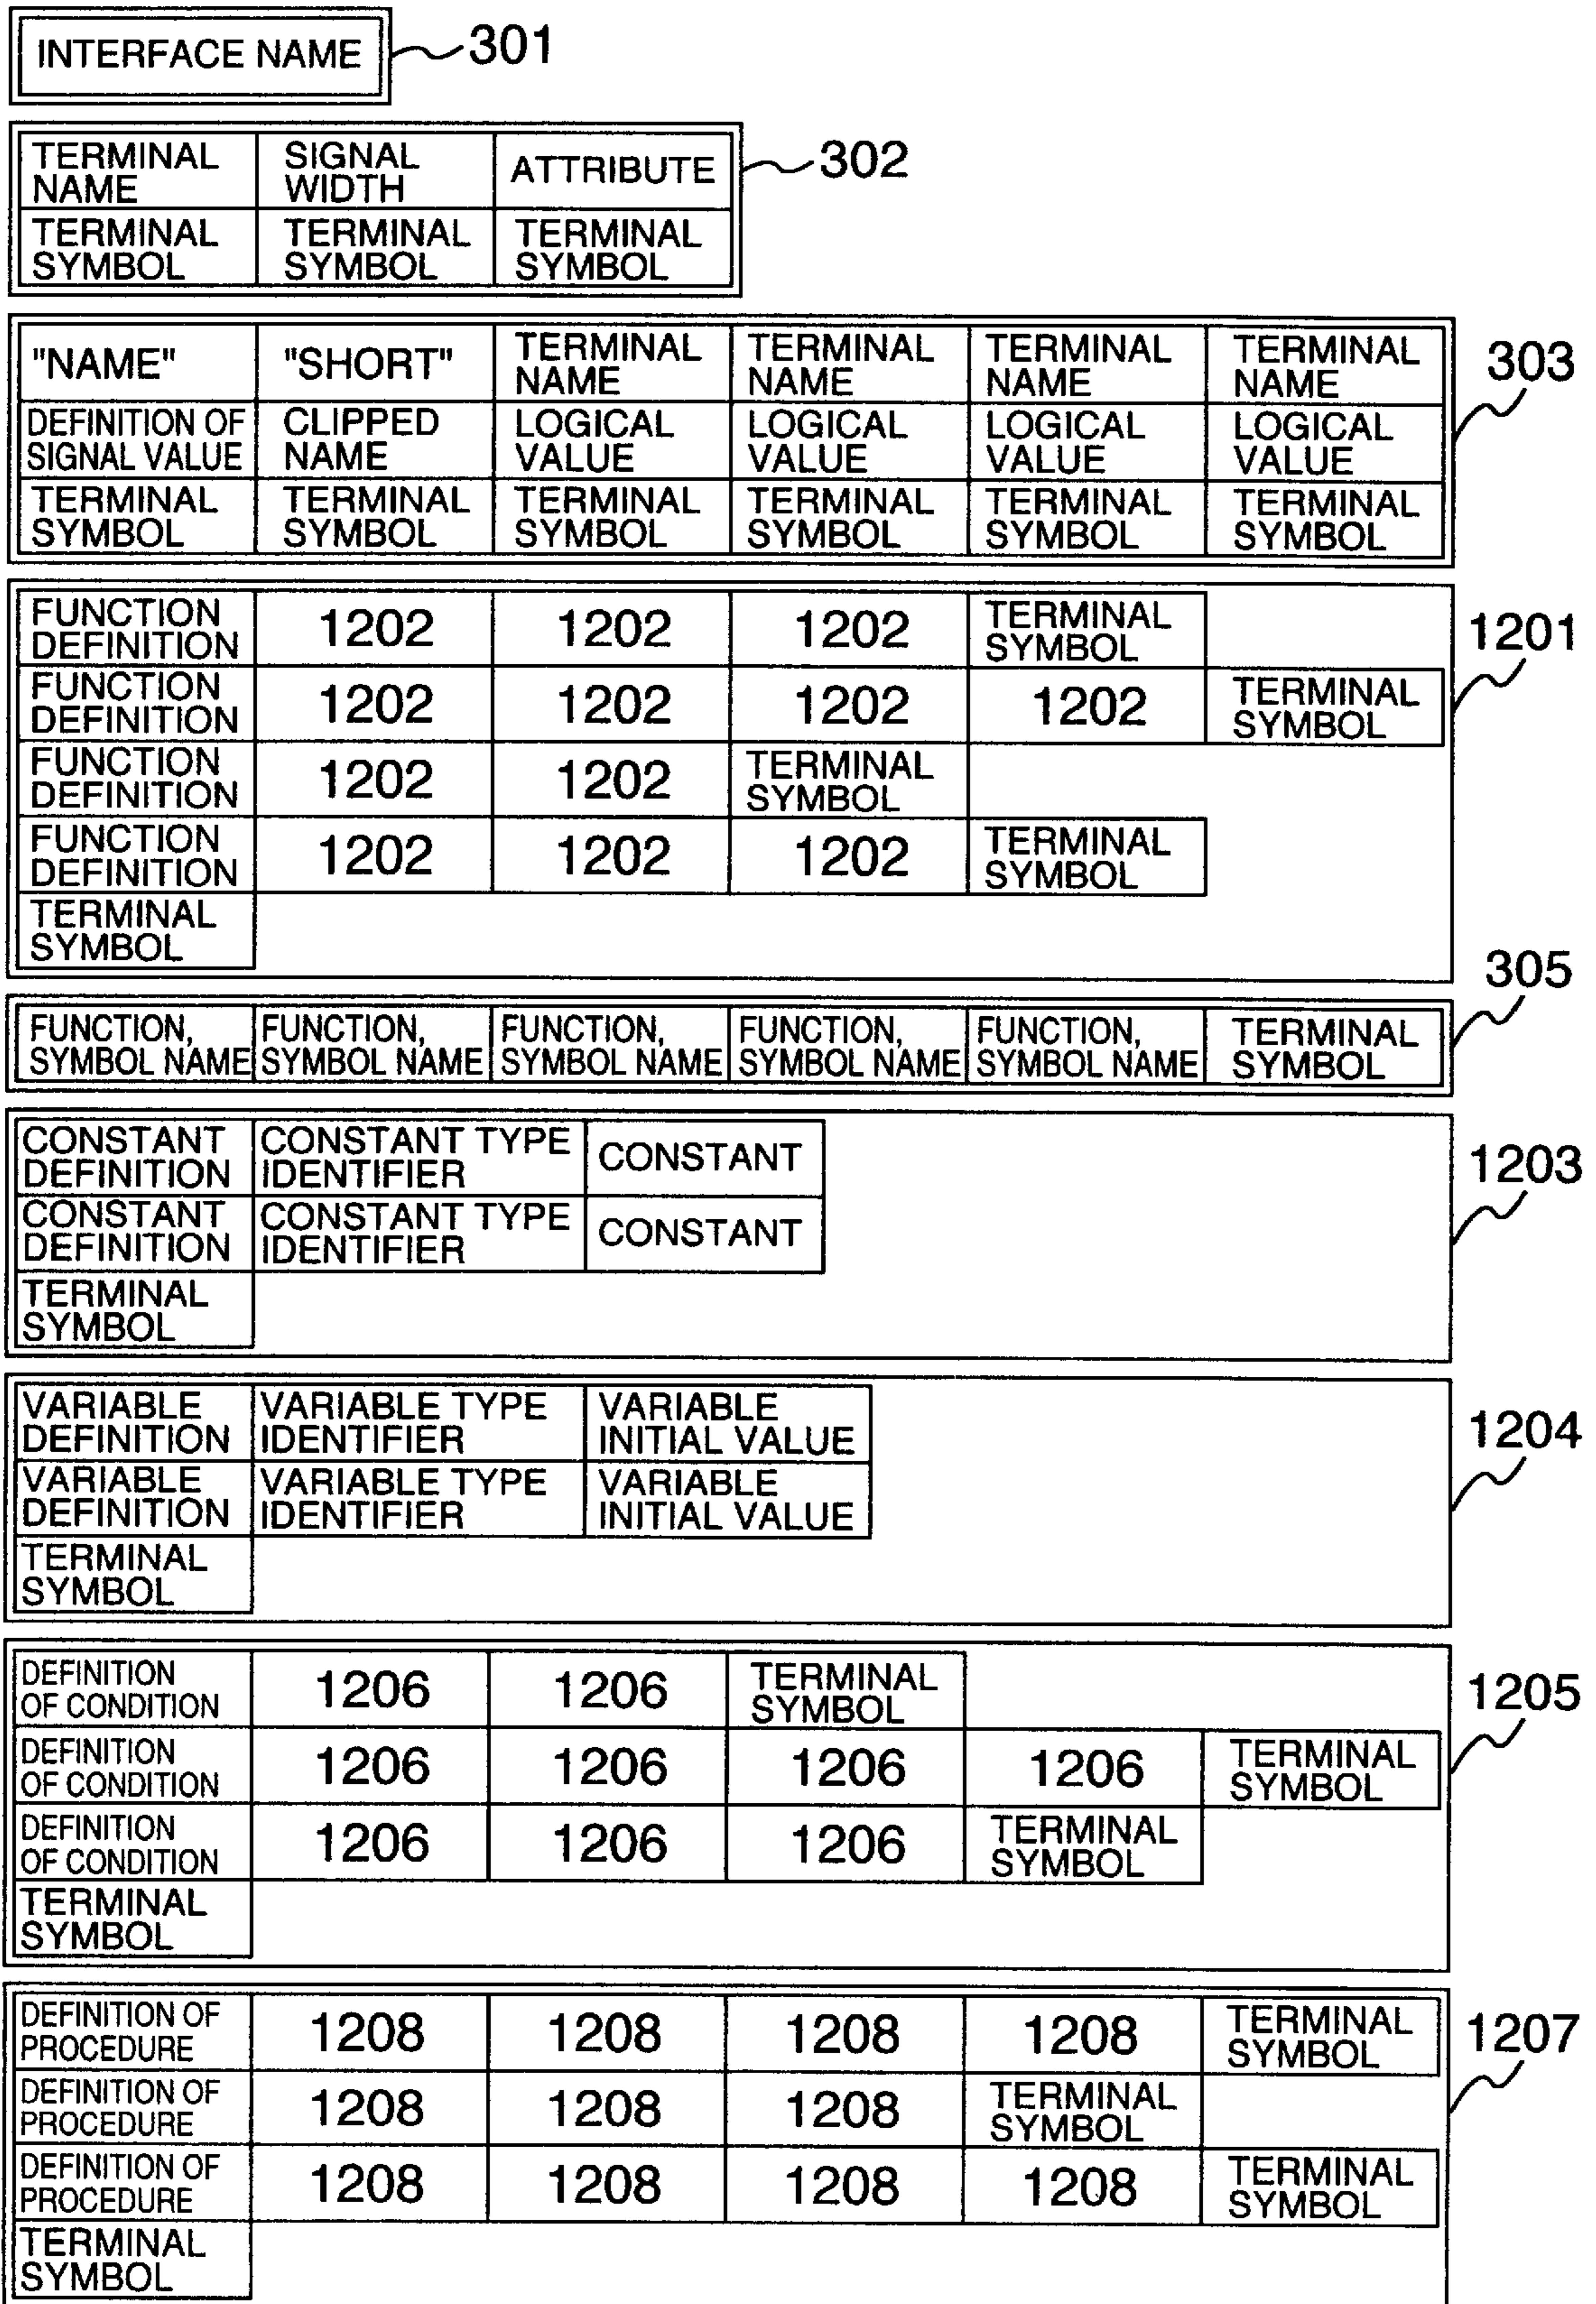 INTERFACE NAME 301
TERMINAL NAME SIGNAL WIDTH ATTRIBUTE 302
TERMINAL SYMBOL TERMINAL SYMBOL TERMINAL SYMBOL
"NAME" "SHORT" TERMINAL NAME TERMINAL NAME TERMINAL NAME TERMINAL NAME 303
DEFINITION OF SIGNAL VALUE CLIPPED NAME LOGICAL VALUE LOGICAL VALUE LOGICAL VALUE LOGICAL VALUE
TERMINAL SYMBOL TERMINAL SYMBOL TERMINAL SYMBOL TERMINAL SYMBOL TERMINAL SYMBOL TERMINAL SYMBOL
FUNCTION DEFINITION 1202 1202 1202 TERMINAL SYMBOL 1201
FUNCTION DEFINITION 1202 1202 1202 1202 TERMINAL SYMBOL
FUNCTION DEFINITION 1202 1202 TERMINAL SYMBOL
FUNCTION DEFINITION 1202 1202 1202 TERMINAL SYMBOL
TERMINAL SYMBOL
305
FUNCTION, SYMBOL NAME FUNCTION, SYMBOL NAME FUNCTION, SYMBOL NAME FUNCTION, SYMBOL NAME FUNCTION, SYMBOL NAME TERMINAL SYMBOL
CONSTANT DEFINITION CONSTANT TYPE IDENTIFIER CONSTANT 1203
CONSTANT DEFINITION CONSTANT TYPE IDENTIFIER CONSTANT
TERMINAL SYMBOL
VARIABLE DEFINITION VARIABLE TYPE IDENTIFIER VARIABLE INITIAL VALUE 1204
VARIABLE DEFINITION VARIABLE TYPE IDENTIFIER VARIABLE INITIAL VALUE
TERMINAL SYMBOL
DEFINITION OF CONDITION 1206 1206 TERMINAL SYMBOL 1205
DEFINITION OF CONDITION 1206 1206 1206 1206 TERMINAL SYMBOL
DEFINITION OF CONDITION 1206 1206 1206 TERMINAL SYMBOL
TERMINAL SYMBOL
DEFINITION OF PROCEDURE 1208 1208 1208 1208 TERMINAL SYMBOL 1207
DEFINITION OF PROCEDURE 1208 1208 1208 TERMINAL SYMBOL
DEFINITION OF PROCEDURE 1208 1208 1208 1208 TERMINAL SYMBOL
TERMINAL SYMBOL